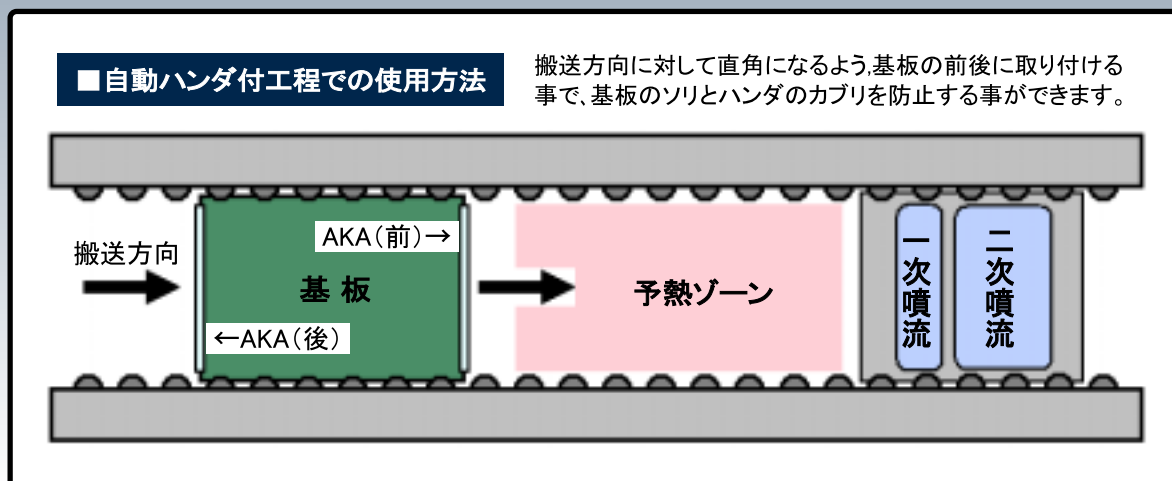 ■自動ハンダ付工程での使用方法
搬送方向に対して直角になるよう,基板の前後に取り付ける
事で、基板のソリとハンダのカブリを防止する事ができます。
搬送方向
AKA（前）→
基板
←AKA（後）
予熱ゾーン
一次噴流
二次噴流